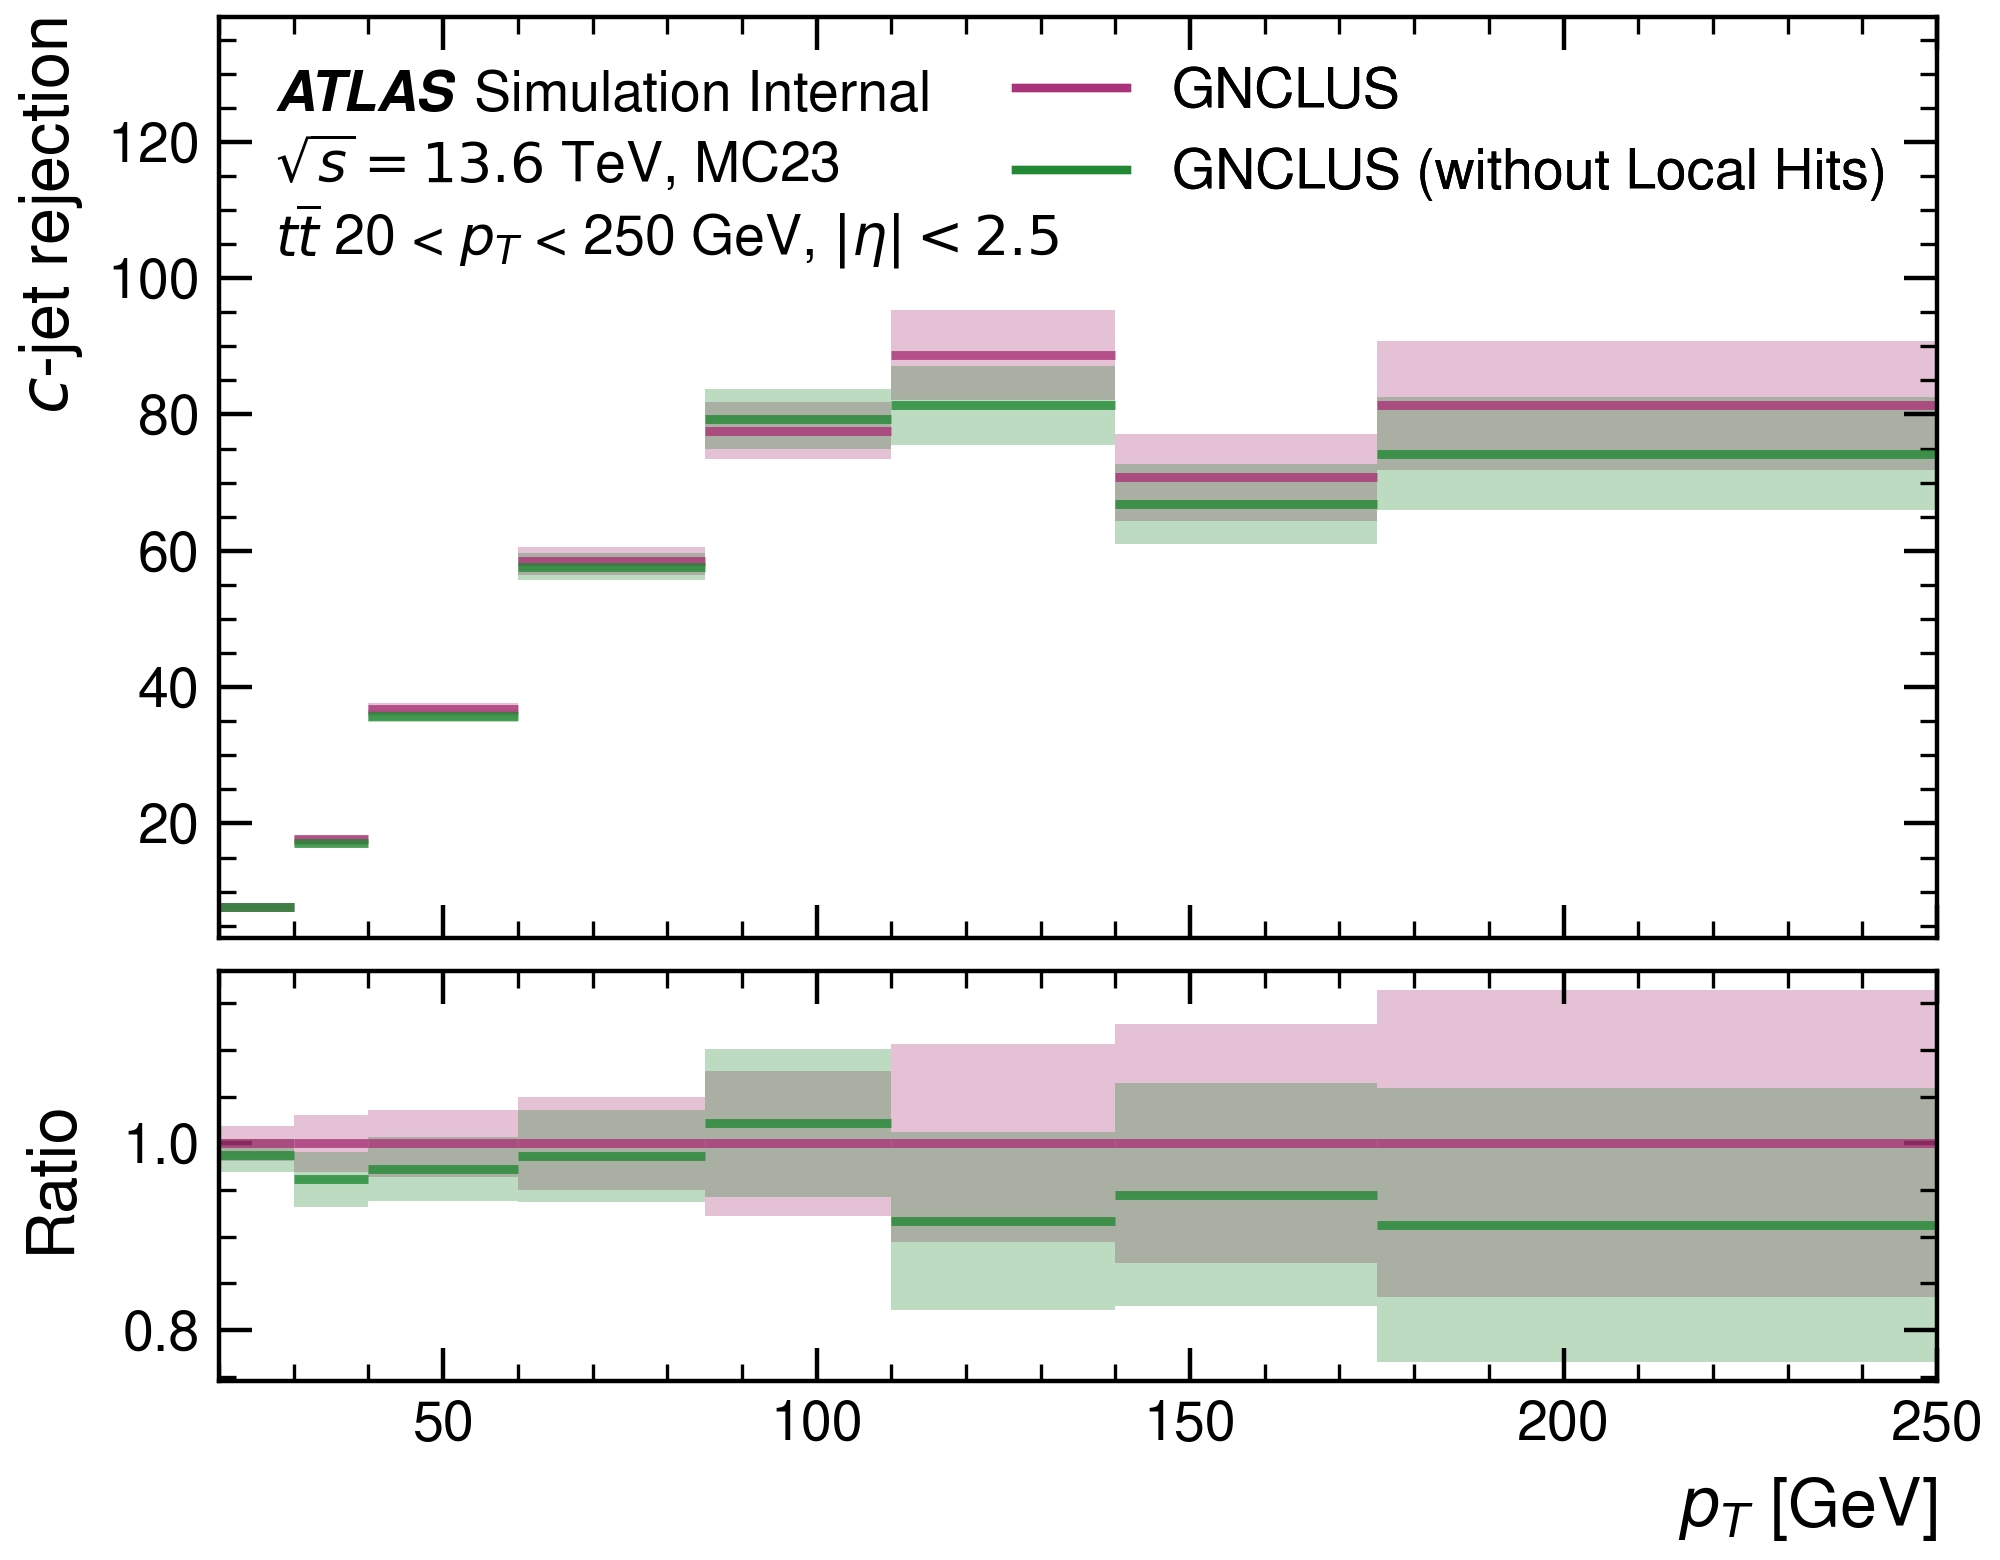 ATLAS Simulation Internal
√s = 13.6 TeV, MC23
tt̄ 20 < pT < 250 GeV, |η| < 2.5
GNCLUS
GNCLUS (without Local Hits)
c-jet rejection
120
100
80
60
40
20
Ratio
1.0
0.8
50 100 150 200 250
pT [GeV]